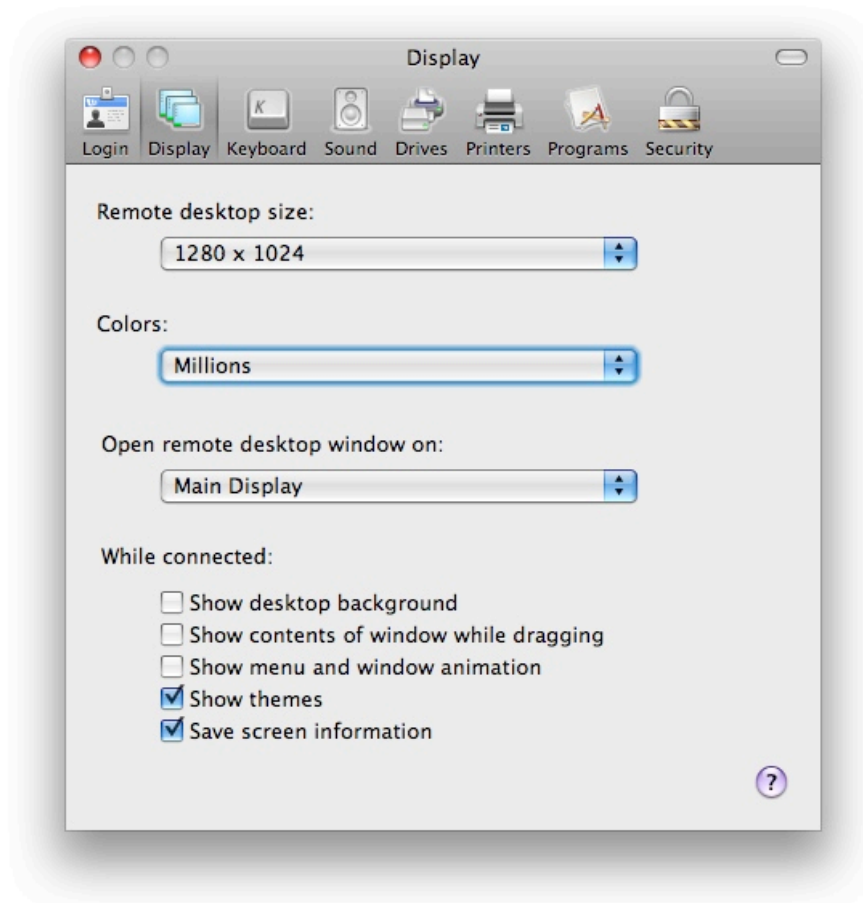 Display
Login Display Keyboard Sound Drives Printers Programs Security
Remote desktop size:
1280 x 1024
Colors:
Millions
Open remote desktop window on:
Main Display
While connected:
Show desktop background
Show contents of window while dragging
Show menu and window animation
Show themes
Save screen information
?